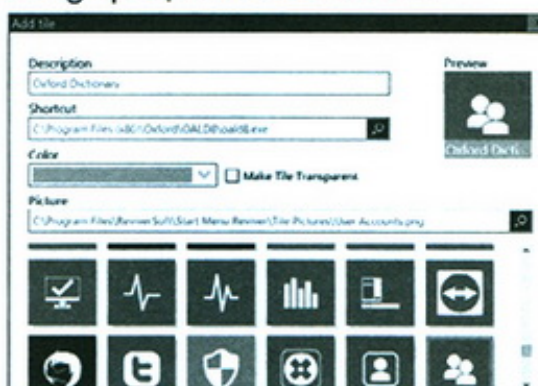 Add tile
Description
Preview
Oxford Dictionary
Shortcut
C:\Program Files (x86)\Oxford\OALD8\oald8.exe
Oxford Dicti...
Color
Make Tile Transparent
Picture
C:\Program Files\ReviverSoft\Start Menu Reviver\Tile Pictures\User Accounts.png